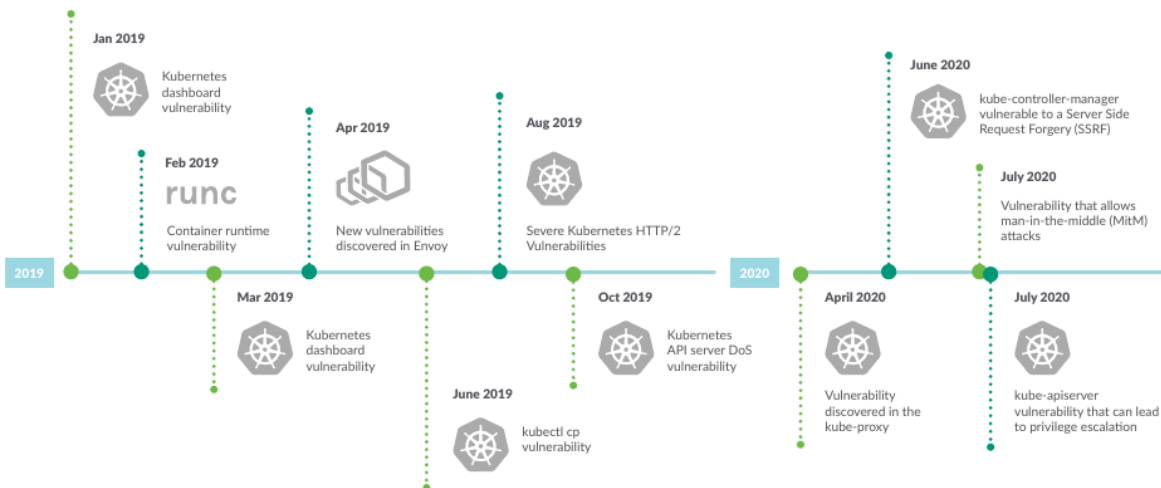 2019
Jan 2019
Kubernetes
dashboard
vulnerability
Feb 2019
runc
Container runtime
vulnerability
Mar 2019
Kubernetes
dashboard
vulnerability
Apr 2019
New vulnerabilities
discovered in Envoy
June 2019
kubectl cp
vulnerability
Aug 2019
Severe Kubernetes HTTP/2
Vulnerabilities
Oct 2019
Kubernetes
API server DoS
vulnerability
2020
April 2020
Vulnerability
discovered in the
kube-proxy
June 2020
kube-controller-manager
vulnerable to a Server Side
Request Forgery (SSRF)
July 2020
Vulnerability that allows
man-in-the-middle (MitM)
attacks
July 2020
kube-apiserver
vulnerability that can lead
to privilege escalation